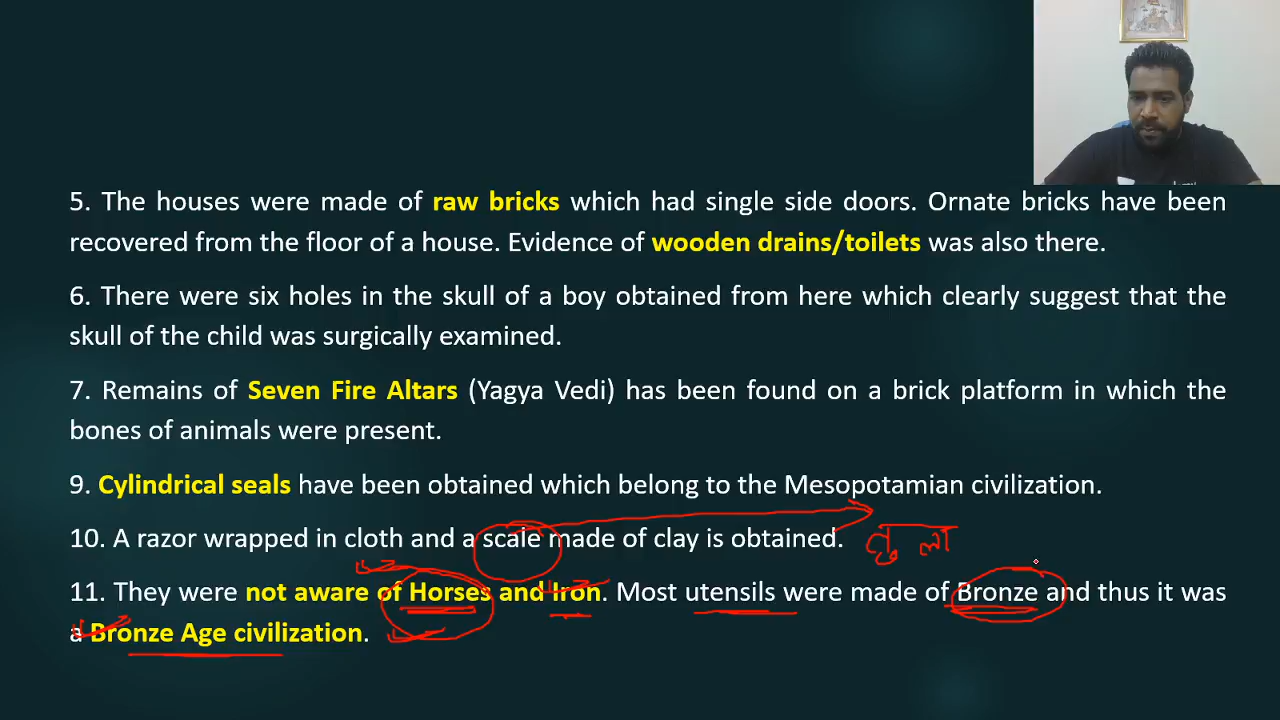 5. The houses were made of raw bricks which had single side doors. Ornate bricks have been
recovered from the floor of a house. Evidence of wooden drains/toilets was also there.
6. There were six holes in the skull of a boy obtained from here which clearly suggest that the
skull of the child was surgically examined.
7. Remains of Seven Fire Altars (Yagya Vedi) has been found on a brick platform in which the
bones of animals were present.
9. Cylindrical seals have been obtained which belong to the Mesopotamian civilization.
10. A razor wrapped in cloth and a scale made of clay is obtained. तुला
11. They were not aware of Horses and Iron. Most utensils were made of Bronze and thus it was
a Bronze Age civilization.